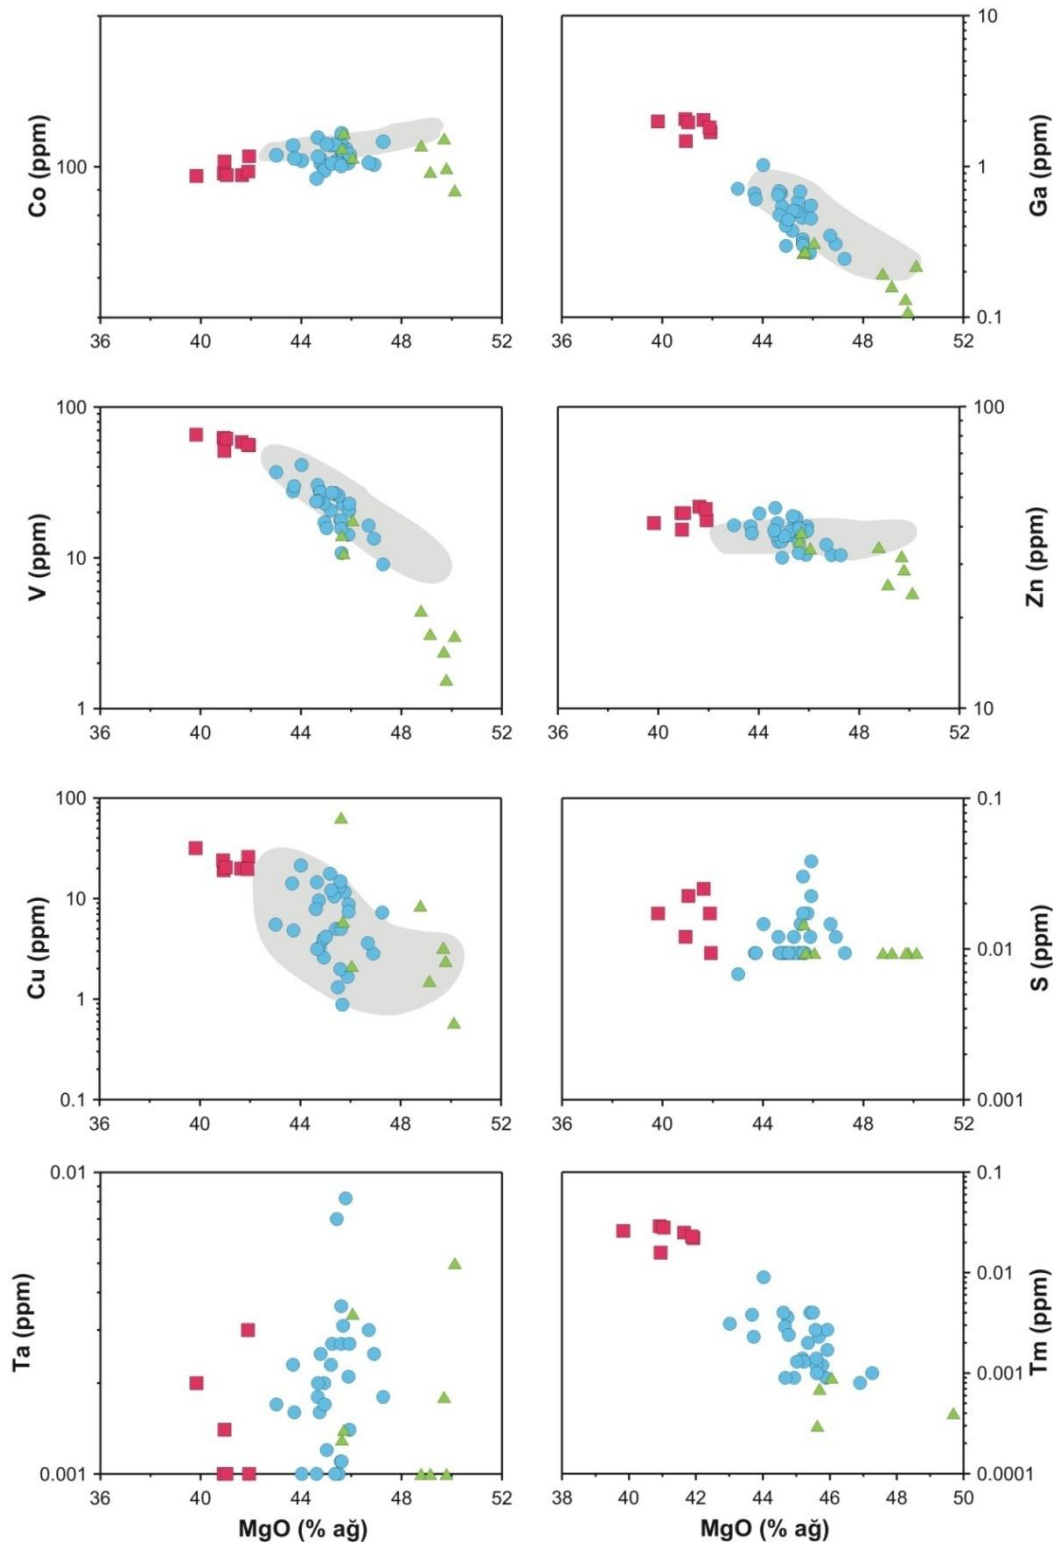 Co (ppm)
100
36 40 44 48 52
10
1
0.1
Ga (ppm)
36 40 44 48 52
V (ppm)
100
10
1
36 40 44 48 52
100
10
Zn (ppm)
36 40 44 48 52
Cu (ppm)
100
10
1
0.1
36 40 44 48 52
0.1
0.01
0.001
S (ppm)
36 40 44 48 52
Ta (ppm)
0.01
0.001
36 40 44 48 52
MgO (% ağ)
0.1
0.01
0.001
0.0001
Tm (ppm)
38 40 42 44 46 48 50
MgO (% ağ)